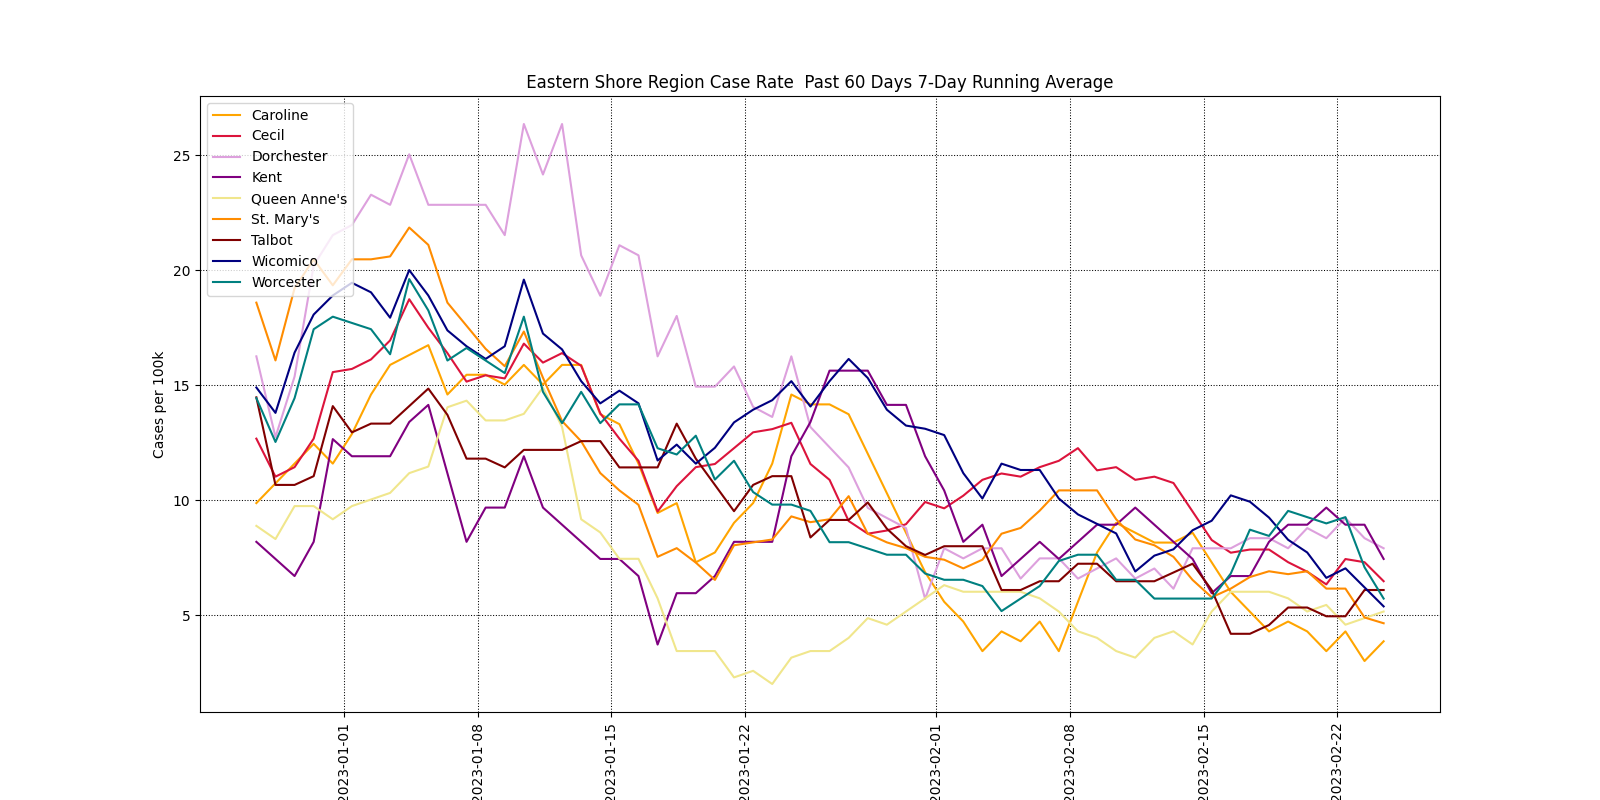 Eastern Shore Region Case Rate  Past 60 Days 7-Day Running Average
Caroline
Cecil
Dorchester
Kent
Queen Anne's
St. Mary's
Talbot
Wicomico
Worcester
Cases per 100k
25
20
15
10
5
2023-01-01
2023-01-08
2023-01-15
2023-01-22
2023-02-01
2023-02-08
2023-02-15
2023-02-22